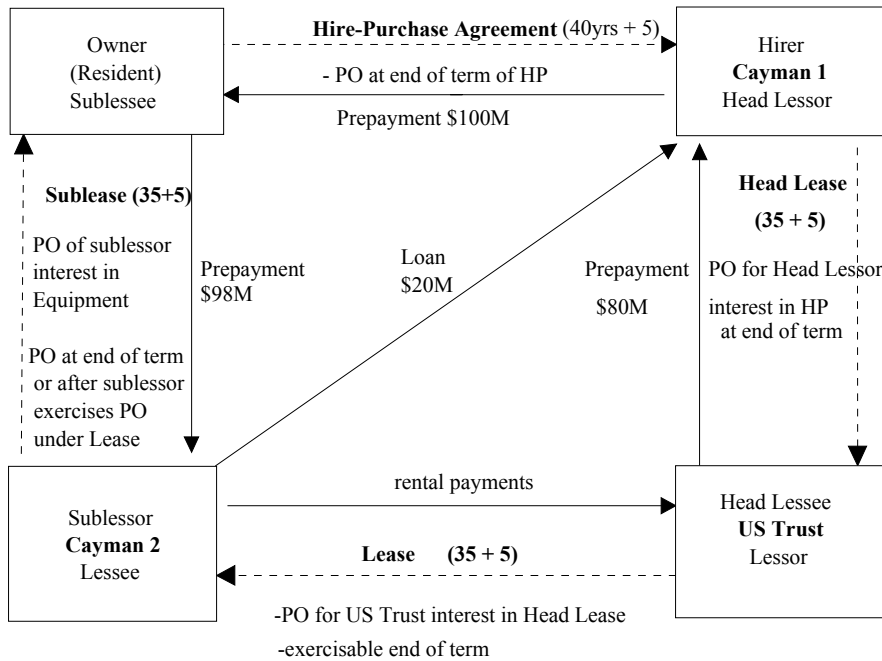 Owner
(Resident)
Sublessee
Hire-Purchase Agreement (40yrs + 5)
- PO at end of term of HP
Prepayment $100M
Hirer
Cayman 1
Head Lessor
Sublease (35+5)
PO of sublessor
interest in
Equipment
PO at end of term
or after sublessor
exercises PO
under Lease
Prepayment
$98M
Loan
$20M
Prepayment
$80M
Head Lease
(35 + 5)
PO for Head Lessor
interest in HP
at end of term
Sublessor
Cayman 2
Lessee
rental payments
Lease (35 + 5)
-PO for US Trust interest in Head Lease
-exercisable end of term
Head Lessee
US Trust
Lessor